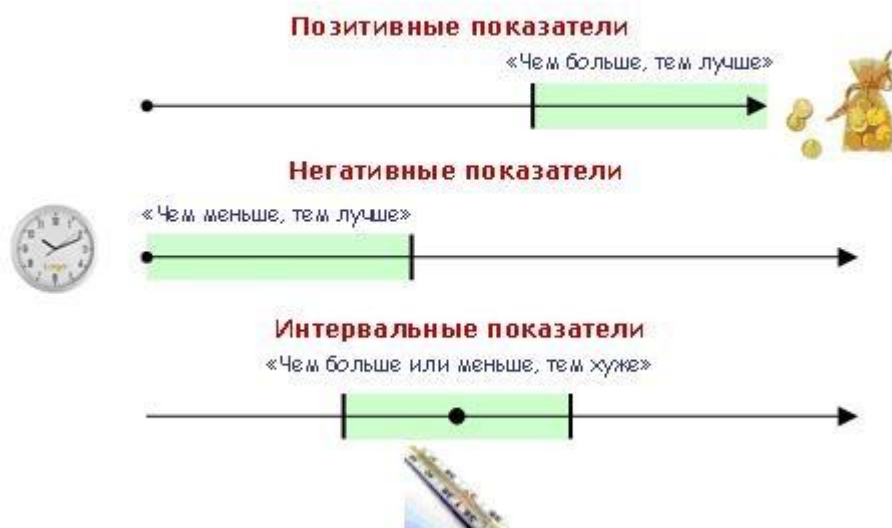 Позитивные показатели
«Чем больше, тем лучше»
Негативные показатели
«Чем меньше, тем лучше»
Интервальные показатели
«Чем больше или меньше, тем хуже»